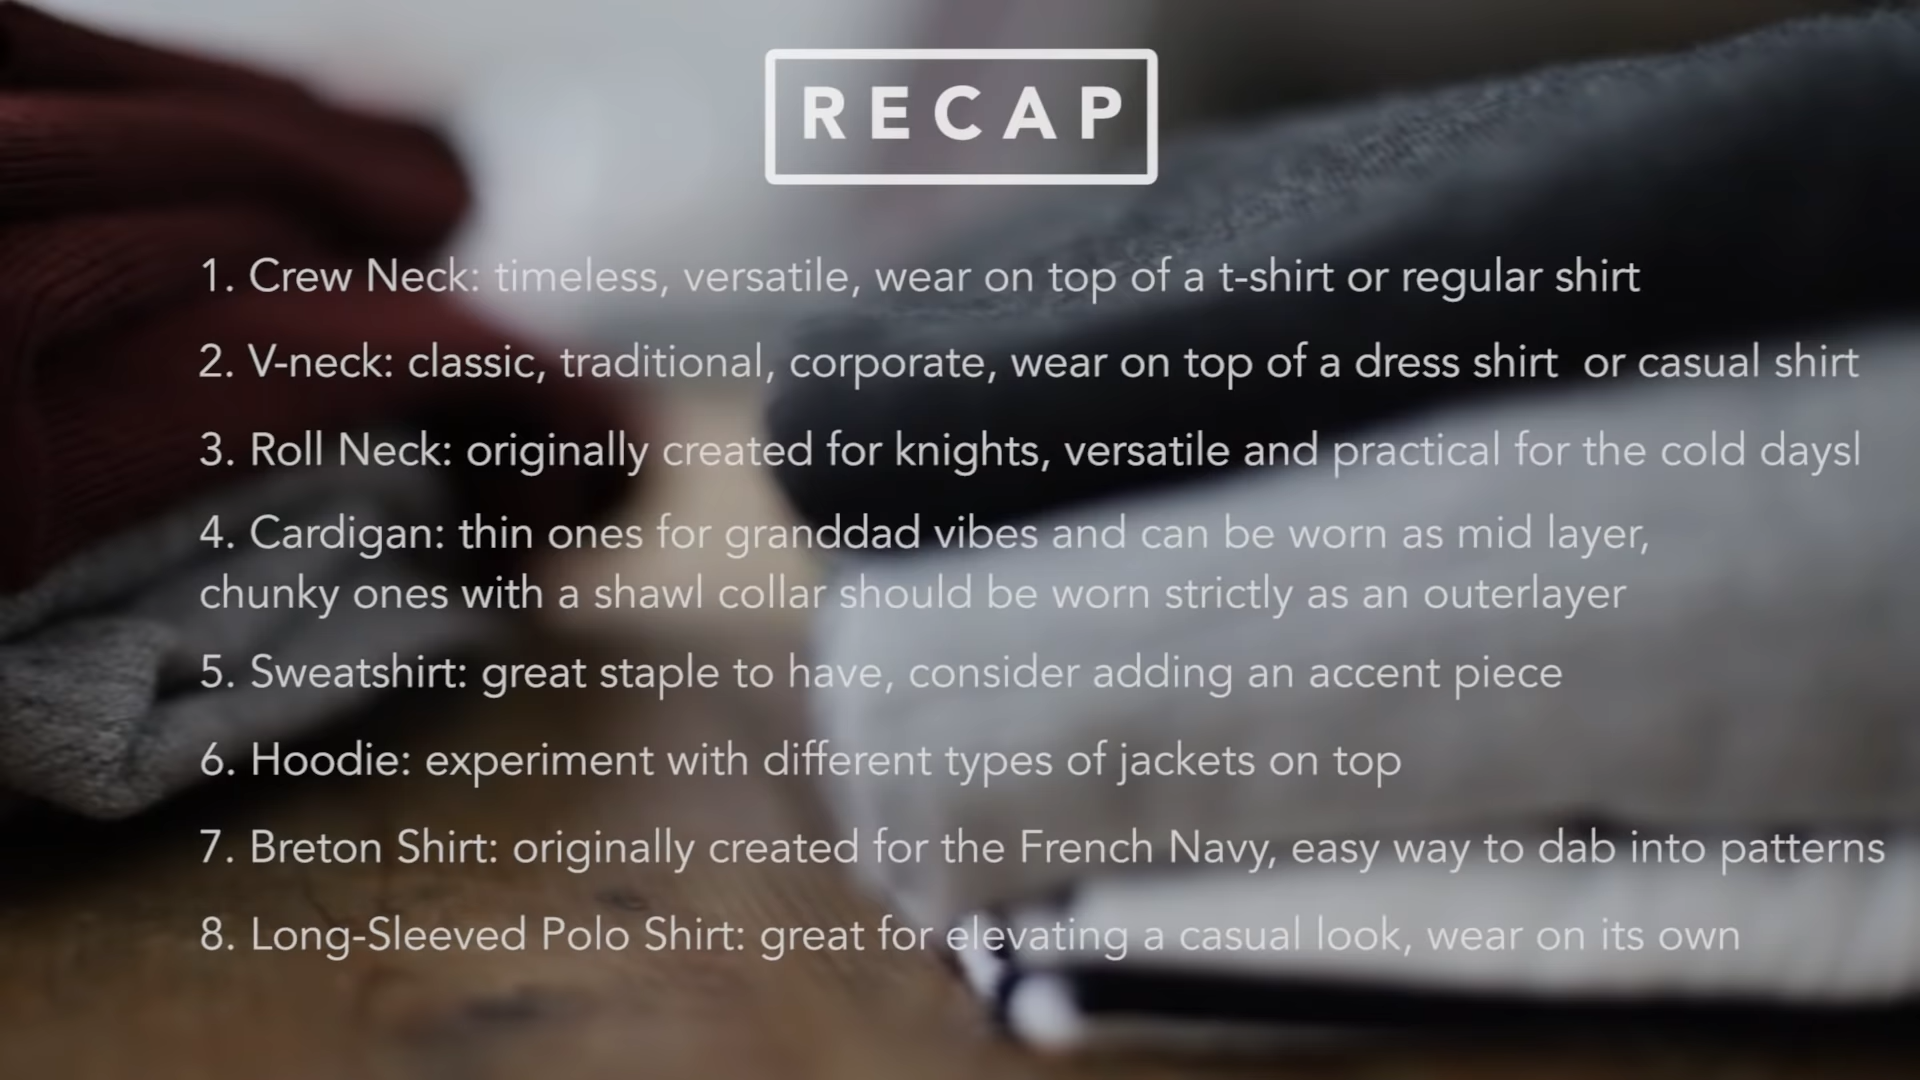 RECAP
1. Crew Neck: timeless, versatile, wear on top of a t-shirt or regular shirt
2. V-neck: classic, traditional, corporate, wear on top of a dress shirt  or casual shirt
3. Roll Neck: originally created for knights, versatile and practical for the cold daysl
4. Cardigan: thin ones for granddad vibes and can be worn as mid layer,
chunky ones with a shawl collar should be worn strictly as an outerlayer
5. Sweatshirt: great staple to have, consider adding an accent piece
6. Hoodie: experiment with different types of jackets on top
7. Breton Shirt: originally created for the French Navy, easy way to dab into patterns
8. Long-Sleeved Polo Shirt: great for elevating a casual look, wear on its own